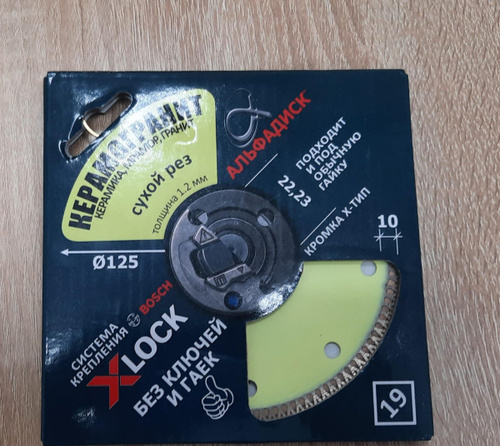 КЕРАМОГРАНИТ
КЕРАМИКА, МРАМОР, ГРАНИТ
сухой рез
толщина 1.2 мм
АЛЬФАДИСК
ПОДХОДИТ
И ПОД
ОБЫЧНУЮ
ГАЙКУ
22.23
КРОМКА X-ТИП
10
Ø125
СИСТЕМА
КРЕПЛЕНИЯ BOSCH
X LOCK
БЕЗ КЛЮЧЕЙ
И ГАЕК
19